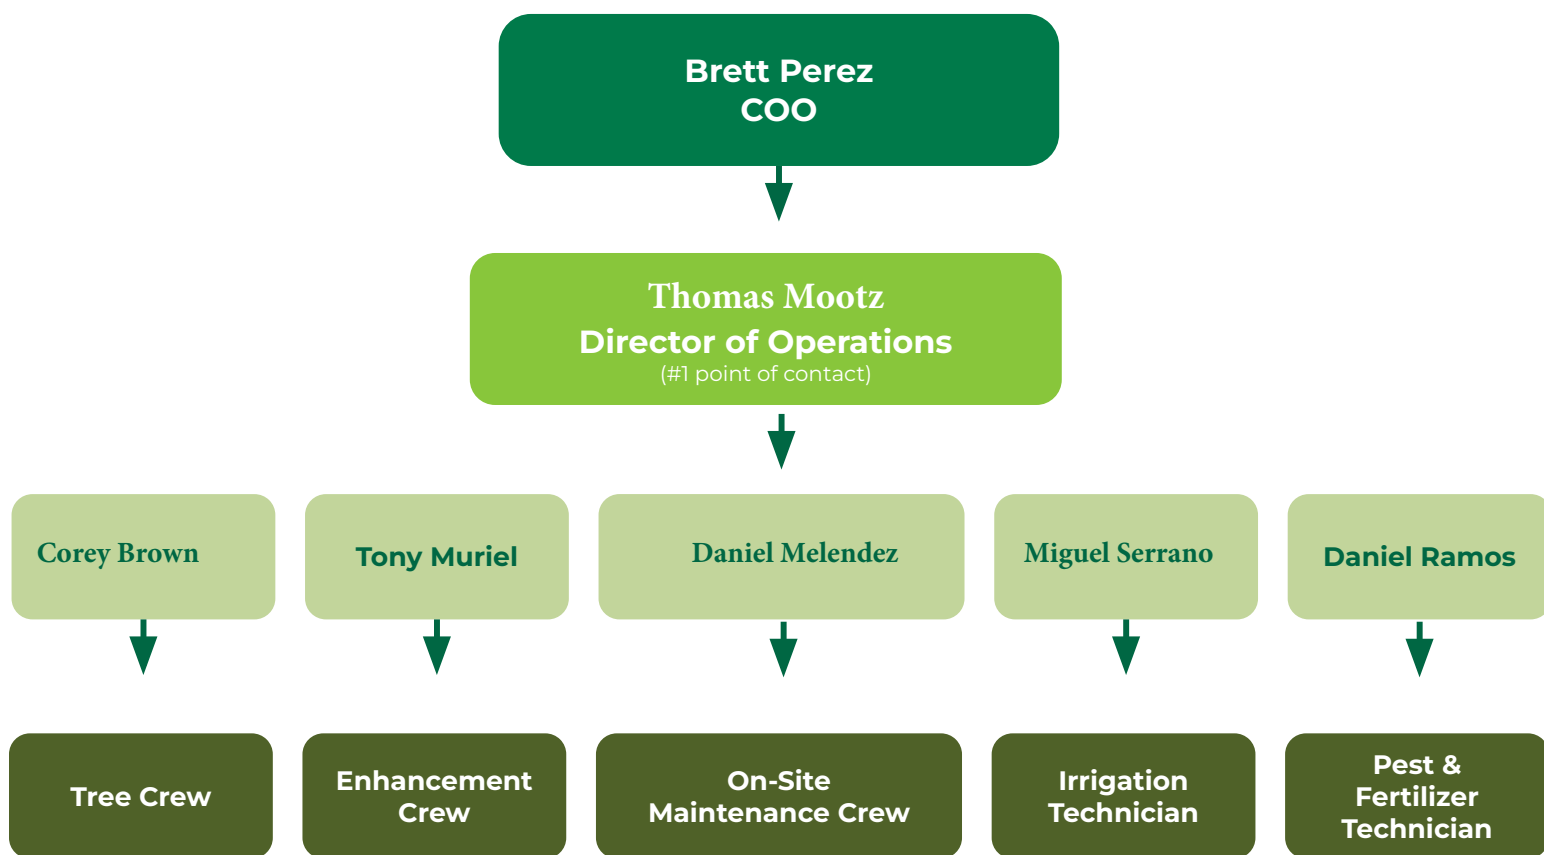 Brett Perez
COO
Thomas Mootz
Director of Operations
(#1 point of contact)
Corey Brown
Tony Muriel
Daniel Melendez
Miguel Serrano
Daniel Ramos
Tree Crew
Enhancement
Crew
On-Site
Maintenance Crew
Irrigation
Technician
Pest &
Fertilizer
Technician